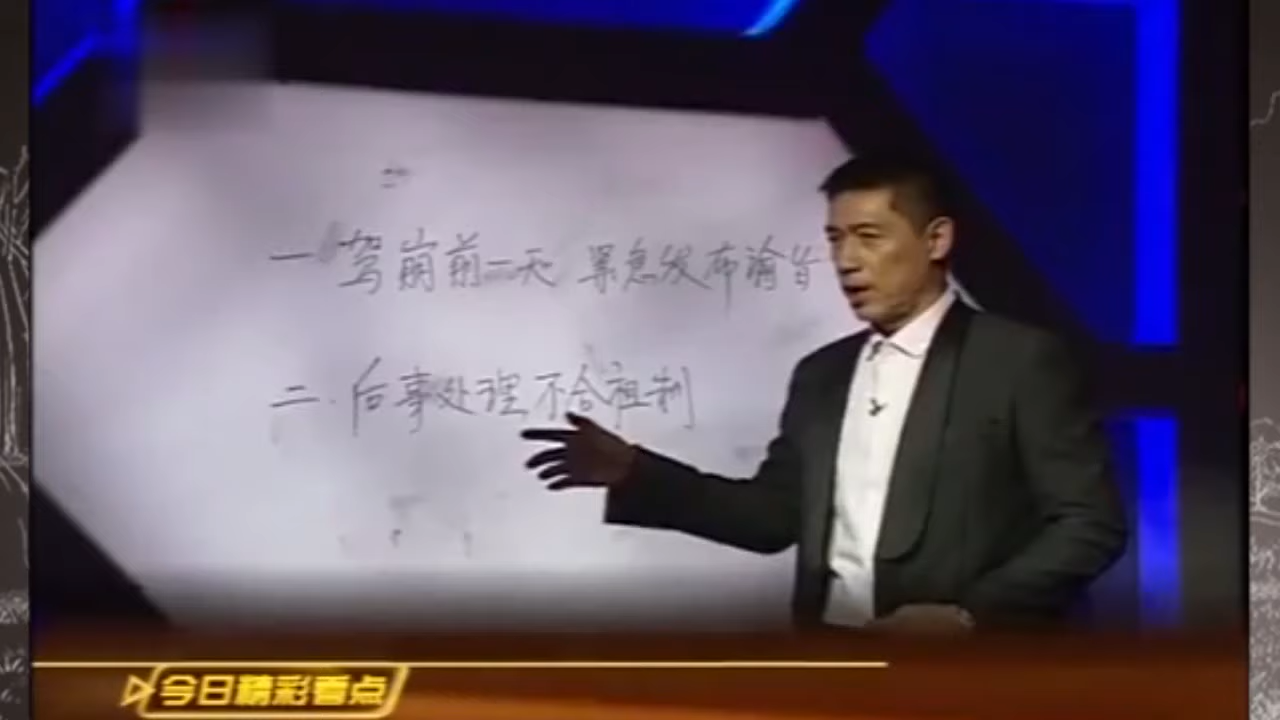 一 驾崩前一天 紧急发布谕旨
二.后事处理不合祖制
今日精彩看点